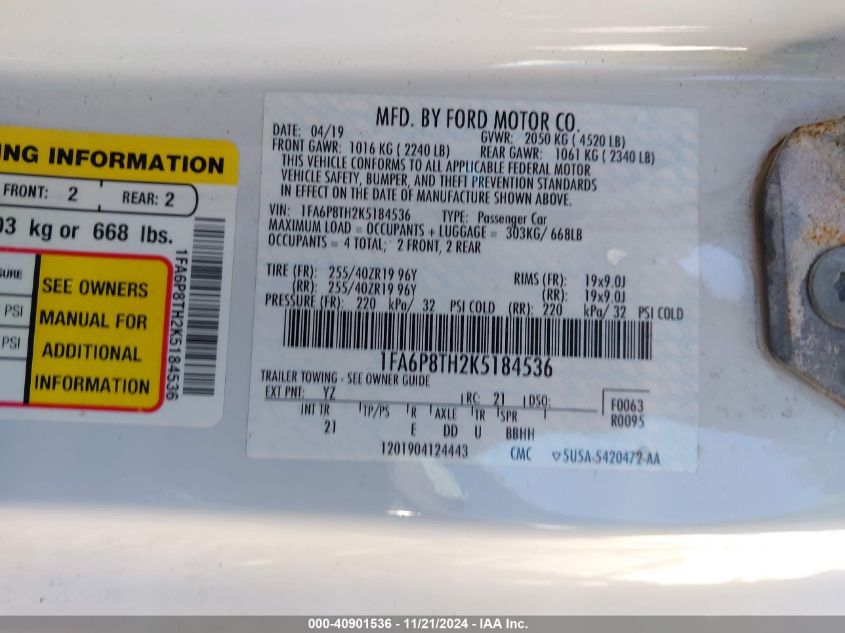 NG INFORMATION
FRONT: 2 REAR: 2
03 kg or 668 lbs.
SURE
PSI
PSI
SEE OWNERS
MANUAL FOR
ADDITIONAL
INFORMATION
1FA6P8TH2K5184536
MFD. BY FORD MOTOR CO.
DATE: 04/19 GVWR: 2050 KG (4520 LB)
FRONT GAWR: 1016 KG (2240 LB) REAR GAWR: 1061 KG (2340 LB)
THIS VEHICLE CONFORMS TO ALL APPLICABLE FEDERAL MOTOR
VEHICLE SAFETY, BUMPER, AND THEFT PREVENTION STANDARDS
IN EFFECT ON THE DATE OF MANUFACTURE SHOWN ABOVE.
VIN: 1FA6P8TH2K5184536 TYPE: Passenger Car
MAXIMUM LOAD = OCCUPANTS + LUGGAGE = 303KG/ 668LB
OCCUPANTS = 4 TOTAL; 2 FRONT, 2 REAR
TIRE (FR): 255/40ZR19 96Y RIMS (FR): 19x9.0J
(RR): 255/40ZR19 96Y (RR): 19x9.0J
PRESSURE (FR): 220 kPa/ 32 PSI COLD (RR): 220 kPa/ 32 PSI COLD
1FA6P8TH2K5184536
TRAILER TOWING - SEE OWNER GUIDE
EXT PNT: YZ RC: 21 DSO: F0063
INT TR TP/PS R AXLE TR SPR R0095
21 E DD U BBHH
1201904124443 CMC 5U5A-5420472-AA
000-40901536 - 11/21/2024 - IAA Inc.